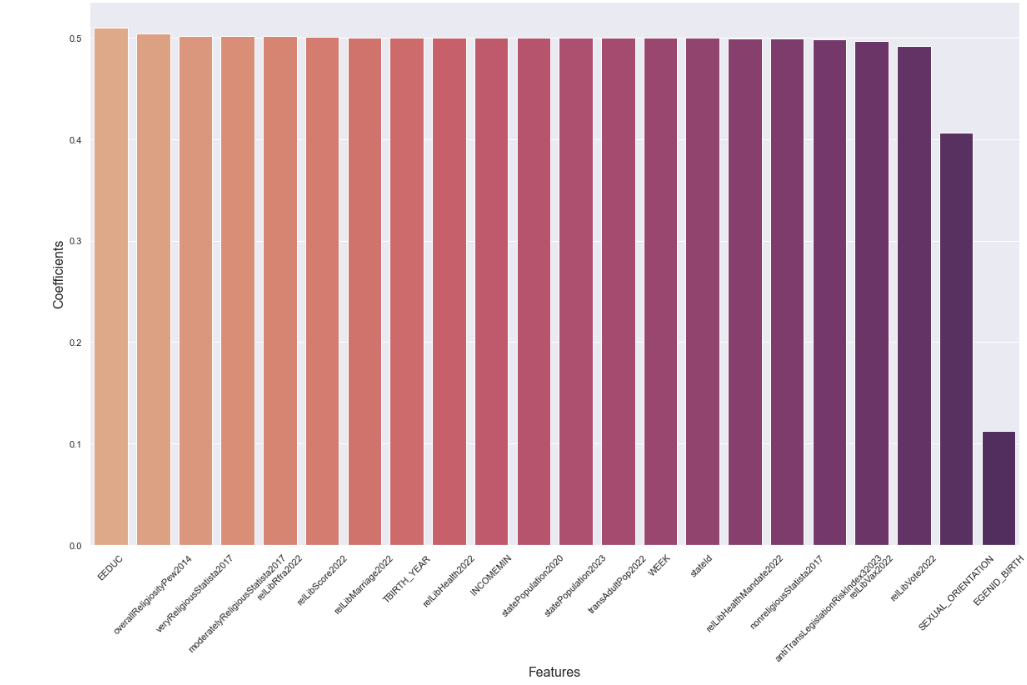 0.5
0.4
0.3
0.2
0.1
0.0
Coefficients
EEDUC
overallReligiosityPew2014
veryReligiousStatista2017
moderatelyReligiousStatista2017
relLibRfra2022
relLibScore2022
relLibMarriage2022
TBIRTH_YEAR
relLibHealth2022
INCOMEMIN
statePopulation2020
statePopulation2023
transAdultPop2022
WEEK
stateId
relLibHealthMandate2022
nonreligiousStatista2017
antiTransLegislationRiskIndex32023
relLibVax2022
relLibVote2022
SEXUAL_ORIENTATION
EGENID_BIRTH
Features